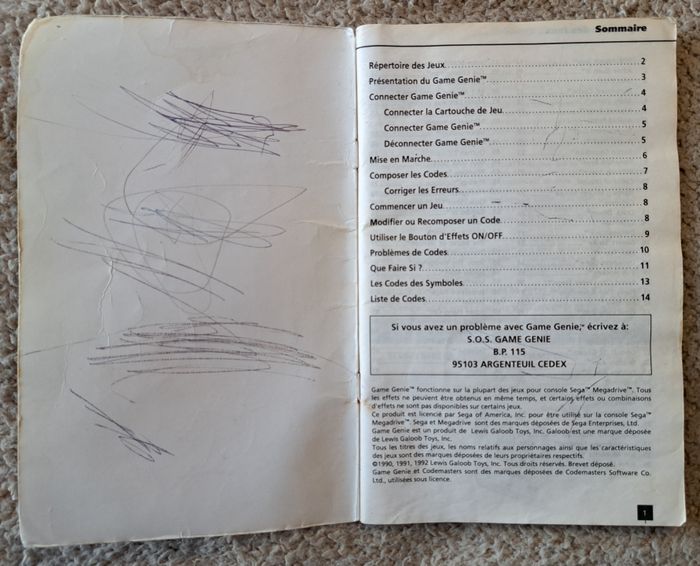 Sommaire
Répertoire des Jeux 2
Présentation du Game Genie™ 3
Connecter Game Genie™ 4
Connecter la Cartouche de Jeu 4
Connecter Game Genie™ 5
Déconnecter Game Genie™ 5
Mise en Marche 6
Composer les Codes 7
Corriger les Erreurs 8
Commencer un Jeu 8
Modifier ou Recomposer un Code 8
Utiliser le Bouton d'Effets ON/OFF 9
Problèmes de Codes 10
Que Faire Si ? 11
Les Codes des Symboles 13
Liste de Codes 14
Si vous avez un problème avec Game Genie,™ écrivez à:
S.O.S. GAME GENIE
B.P. 115
95103 ARGENTEUIL CEDEX
Game Genie™ fonctionne sur la plupart des jeux pour console Sega™ Megadrive™. Tous
les effets ne peuvent être obtenus en même temps, et certains effets ou combinaisons
d'effets ne sont pas disponibles sur certains jeux.
Ce produit est licencié par Sega of America, Inc. pour être utilisé sur la console Sega™
Megadrive™. Sega et Megadrive sont des marques déposées de Sega Enterprises, Ltd.
Game Genie est un produit de Lewis Galoob Toys, Inc. Galoob est une marque déposée
de Lewis Galoob Toys, Inc.
Tous les titres des jeux, les noms relatifs aux personnages ainsi que les caractéristiques
des jeux sont des marques déposées de leurs propriétaires respectifs.
©1990, 1991, 1992 Lewis Galoob Toys, Inc. Tous droits réservés. Brevet déposé.
Game Genie et Codemasters sont des marques déposées de Codemasters Software Co.
Ltd., utilisées sous licence.
1